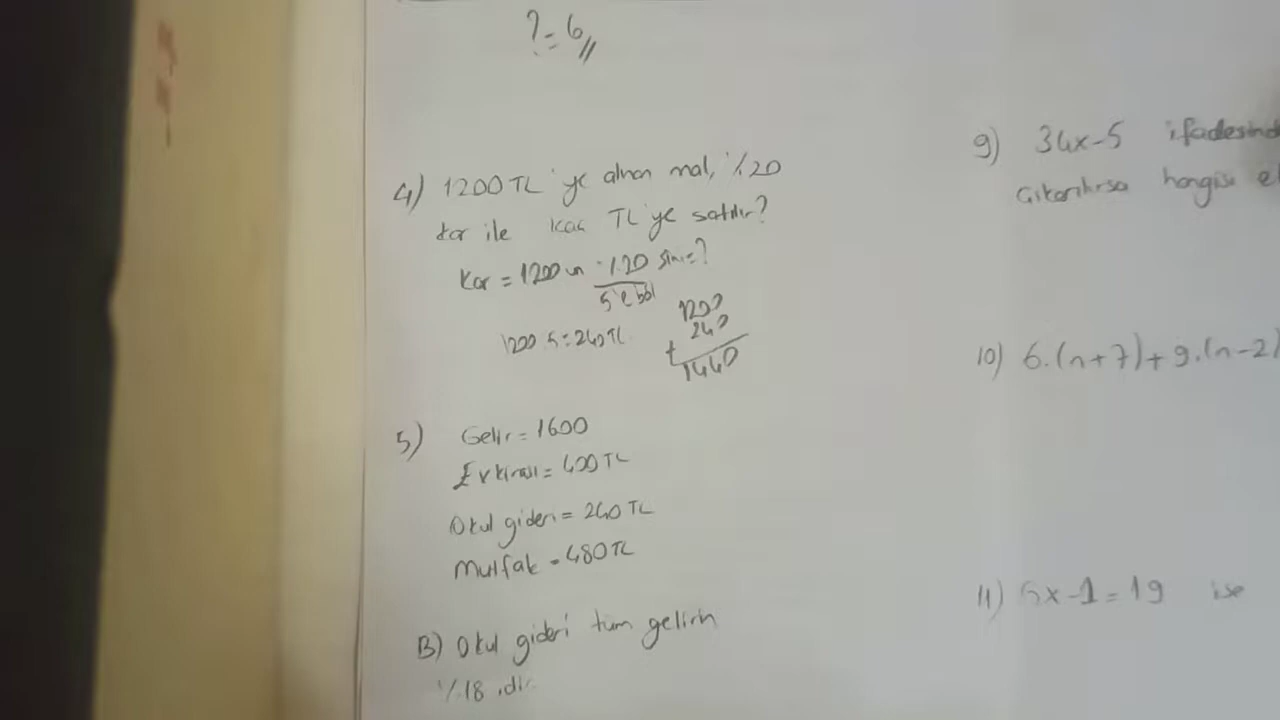 ?=6//
4) 1200 TL'ye alınan mal, %20
kar ile kaç TL'ye satılır?
Kar = 1200 ün %20 sine?
5'e böl
1200 5 = 240 TL
1200
240
+
1440
5) Gelir = 1600
Ev kirası = 400 TL
Okul gideri = 240 TL
Mutfak = 480 TL
B) Okul gideri tüm gelirin
%18 'dir.
9) 34x-5 ifadesind
çıkarılırsa hangisi el
10) 6.(n+7)+9.(n-2)
11) 5x-1=19 ise